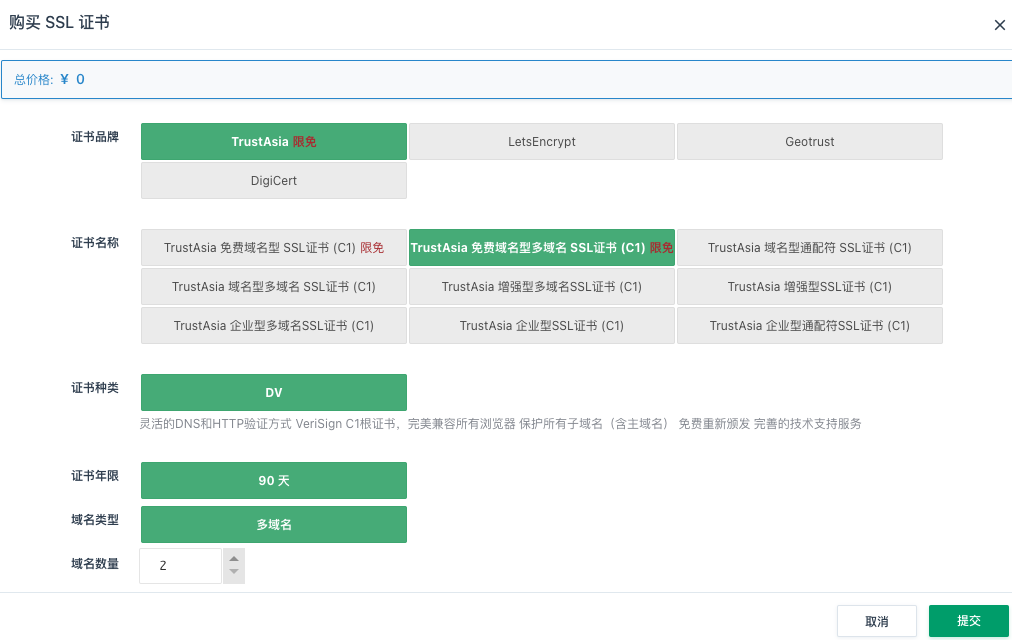 购买 SSL 证书
总价格: ¥ 0
证书品牌
TrustAsia 限免
LetsEncrypt
Geotrust
DigiCert
证书名称
TrustAsia 免费域名型 SSL证书 (C1) 限免
TrustAsia 免费域名型多域名 SSL证书 (C1) 限免
TrustAsia 域名型通配符 SSL证书 (C1)
TrustAsia 域名型多域名 SSL证书 (C1)
TrustAsia 增强型多域名SSL证书 (C1)
TrustAsia 增强型SSL证书 (C1)
TrustAsia 企业型多域名SSL证书 (C1)
TrustAsia 企业型SSL证书 (C1)
TrustAsia 企业型通配符SSL证书 (C1)
证书种类
DV
灵活的DNS和HTTP验证方式 VeriSign C1根证书，完美兼容所有浏览器 保护所有子域名（含主域名） 免费重新颁发 完善的技术支持服务
证书年限
90 天
域名类型
多域名
域名数量
2
取消
提交